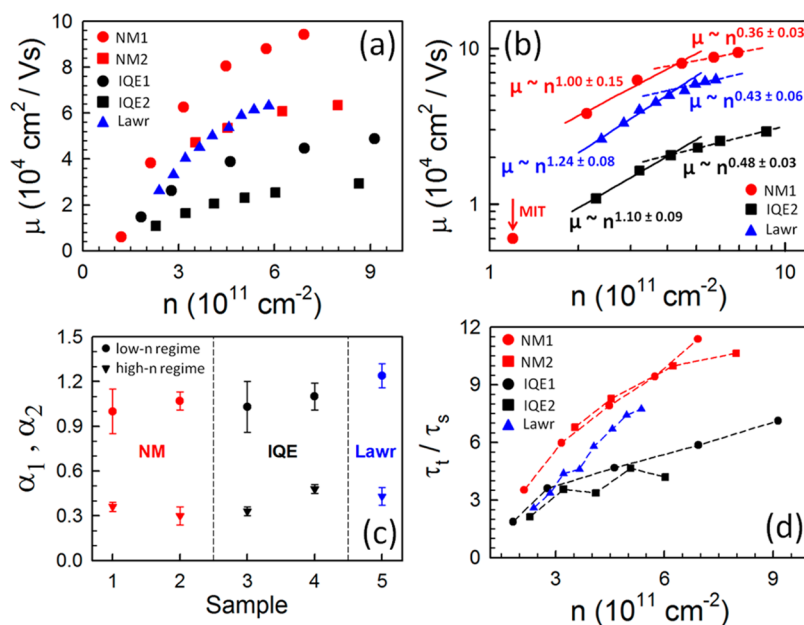 (a)
NM1
NM2
IQE1
IQE2
Lawr
10
8
6
4
2
0
0
3
6
9
μ (10⁴ cm² / Vs)
n (10¹¹ cm⁻²)
(b)
μ ~ n^0.36 ± 0.03
μ ~ n^1.00 ± 0.15
μ ~ n^0.43 ± 0.06
μ ~ n^1.24 ± 0.08
μ ~ n^0.48 ± 0.03
μ ~ n^1.10 ± 0.09
MIT
NM1
IQE2
Lawr
10
1
1
10
μ (10⁴ cm² / Vs)
n (10¹¹ cm⁻²)
low-n regime
high-n regime
NM
IQE
Lawr
(c)
1.5
1.2
0.9
0.6
0.3
0.0
1
2
3
4
5
α₁ , α₂
Sample
NM1
NM2
IQE1
IQE2
Lawr
(d)
12
9
6
3
0
3
6
9
τₜ / τₛ
n (10¹¹ cm⁻²)